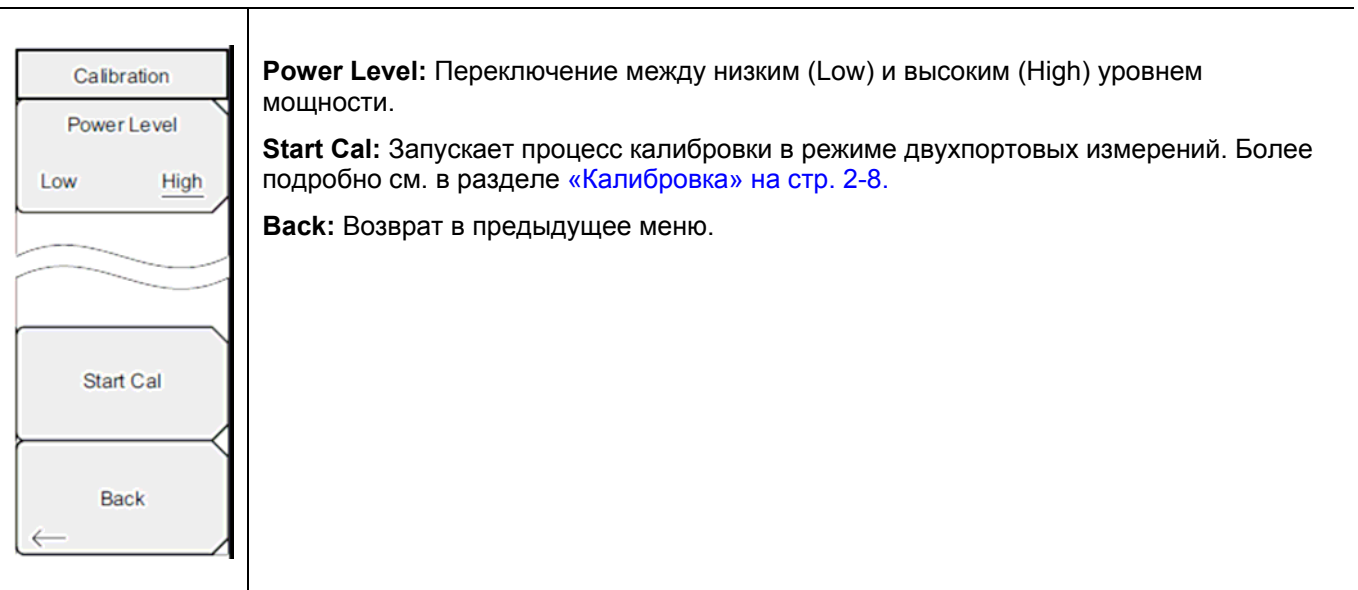 Calibration
Power Level
Low High
Start Cal
Back
Power Level: Переключение между низким (Low) и высоким (High) уровнем
мощности.
Start Cal: Запускает процесс калибровки в режиме двухпортовых измерений. Более
подробно см. в разделе «Калибровка» на стр. 2-8.
Back: Возврат в предыдущее меню.